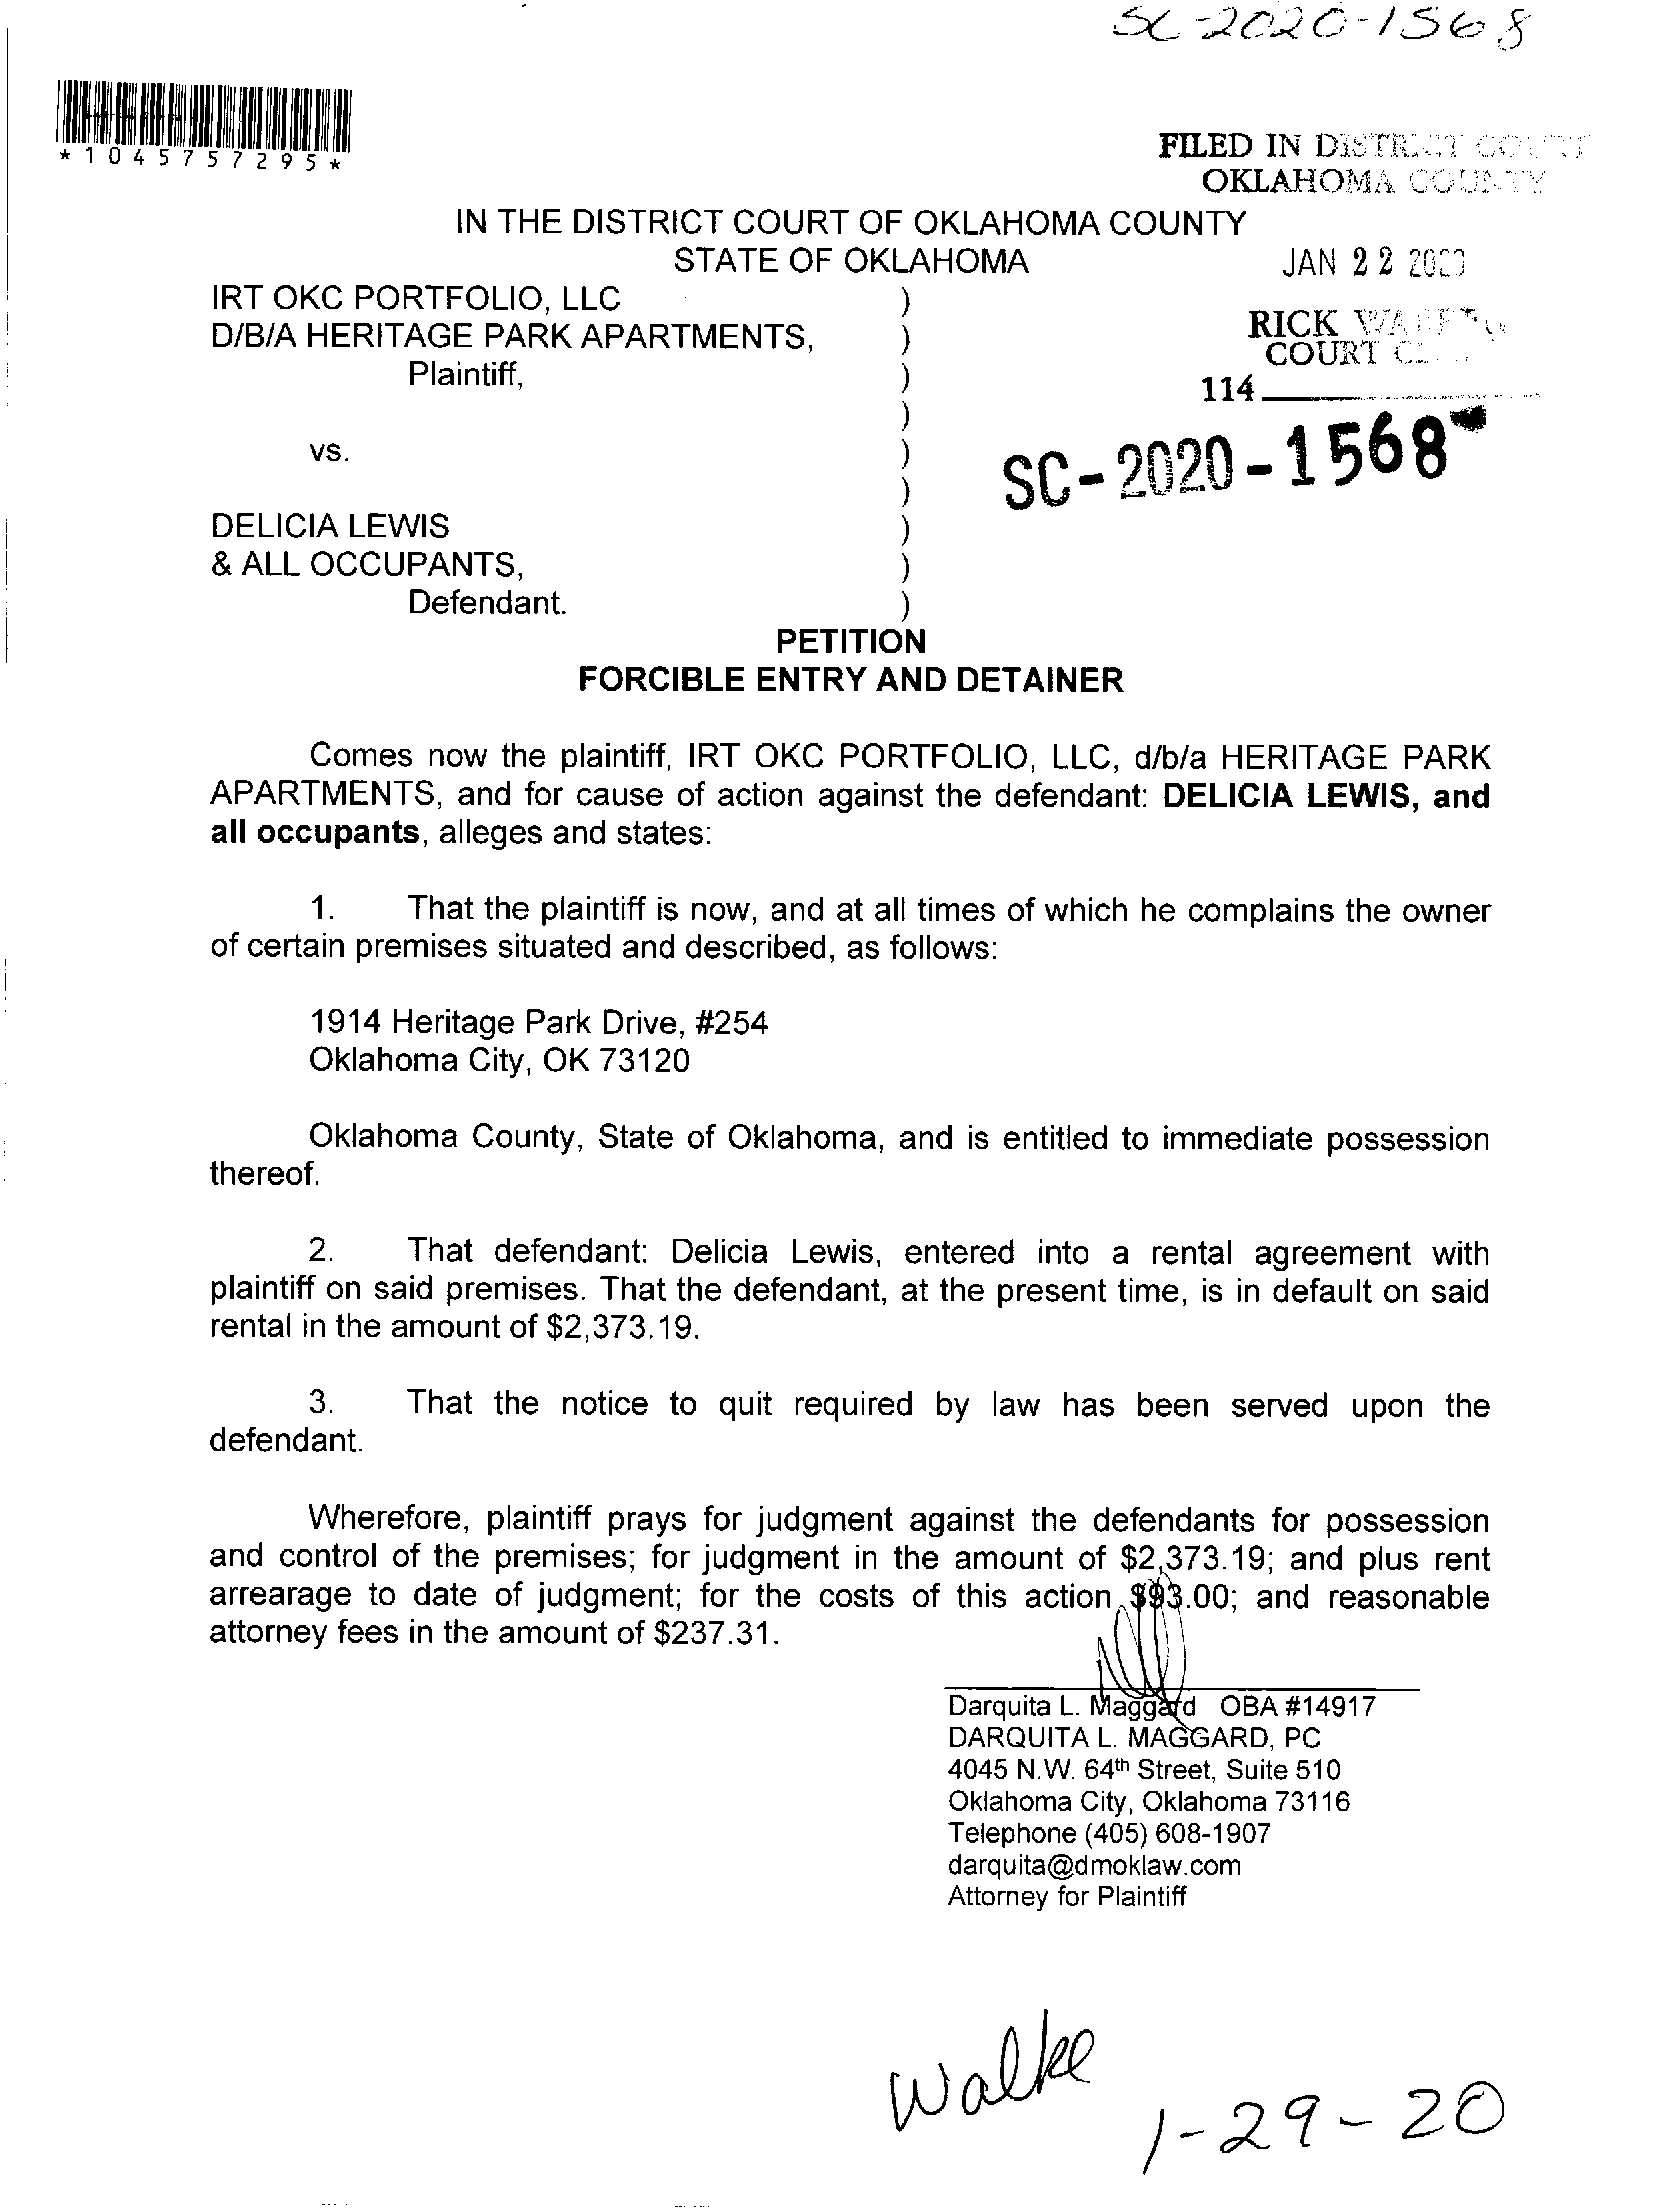 SC-2020-1568
*1045757295*
FILED IN DISTRICT COURT
OKLAHOMA COUNTY
IN THE DISTRICT COURT OF OKLAHOMA COUNTY
STATE OF OKLAHOMA
JAN 22 2020
IRT OKC PORTFOLIO, LLC )
D/B/A HERITAGE PARK APARTMENTS, )
RICK
COURT
Plaintiff, )
114
)
vs. )
SC-2020-1568
)
DELICIA LEWIS )
& ALL OCCUPANTS, )
Defendant. )
PETITION
FORCIBLE ENTRY AND DETAINER
Comes now the plaintiff, IRT OKC PORTFOLIO, LLC, d/b/a HERITAGE PARK
APARTMENTS, and for cause of action against the defendant: DELICIA LEWIS, and
all occupants, alleges and states:
1. That the plaintiff is now, and at all times of which he complains the owner
of certain premises situated and described, as follows:
1914 Heritage Park Drive, #254
Oklahoma City, OK 73120
Oklahoma County, State of Oklahoma, and is entitled to immediate possession
thereof.
2. That defendant: Delicia Lewis, entered into a rental agreement with
plaintiff on said premises. That the defendant, at the present time, is in default on said
rental in the amount of $2,373.19.
3. That the notice to quit required by law has been served upon the
defendant.
Wherefore, plaintiff prays for judgment against the defendants for possession
and control of the premises; for judgment in the amount of $2,373.19; and plus rent
arrearage to date of judgment; for the costs of this action $93.00; and reasonable
attorney fees in the amount of $237.31.
Darquita L. Maggard OBA #14917
DARQUITA L. MAGGARD, PC
4045 N.W. 64th Street, Suite 510
Oklahoma City, Oklahoma 73116
Telephone (405) 608-1907
darquita@dmoklaw.com
Attorney for Plaintiff
Walke
1-29-20